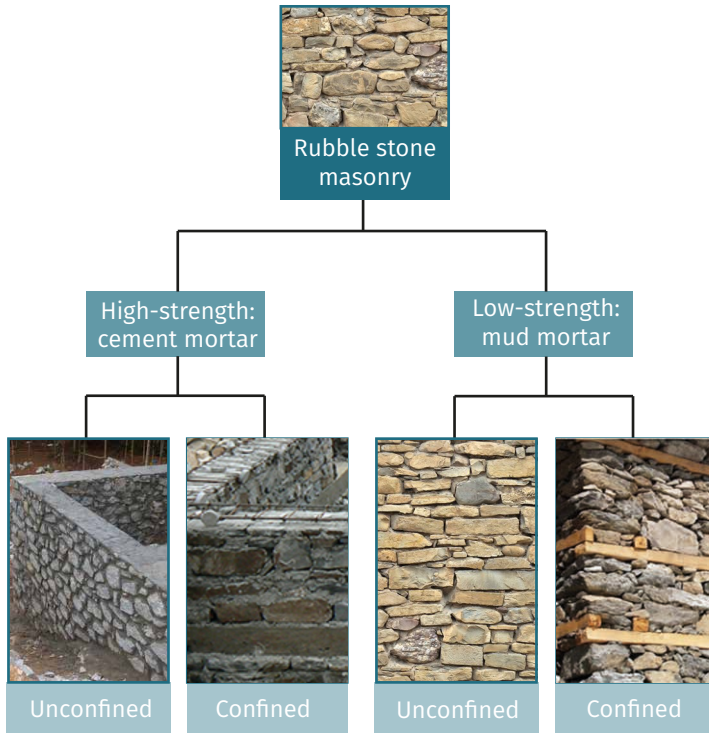 Rubble stone
masonry
High-strength:
cement mortar
Low-strength:
mud mortar
Unconfined
Confined
Unconfined
Confined